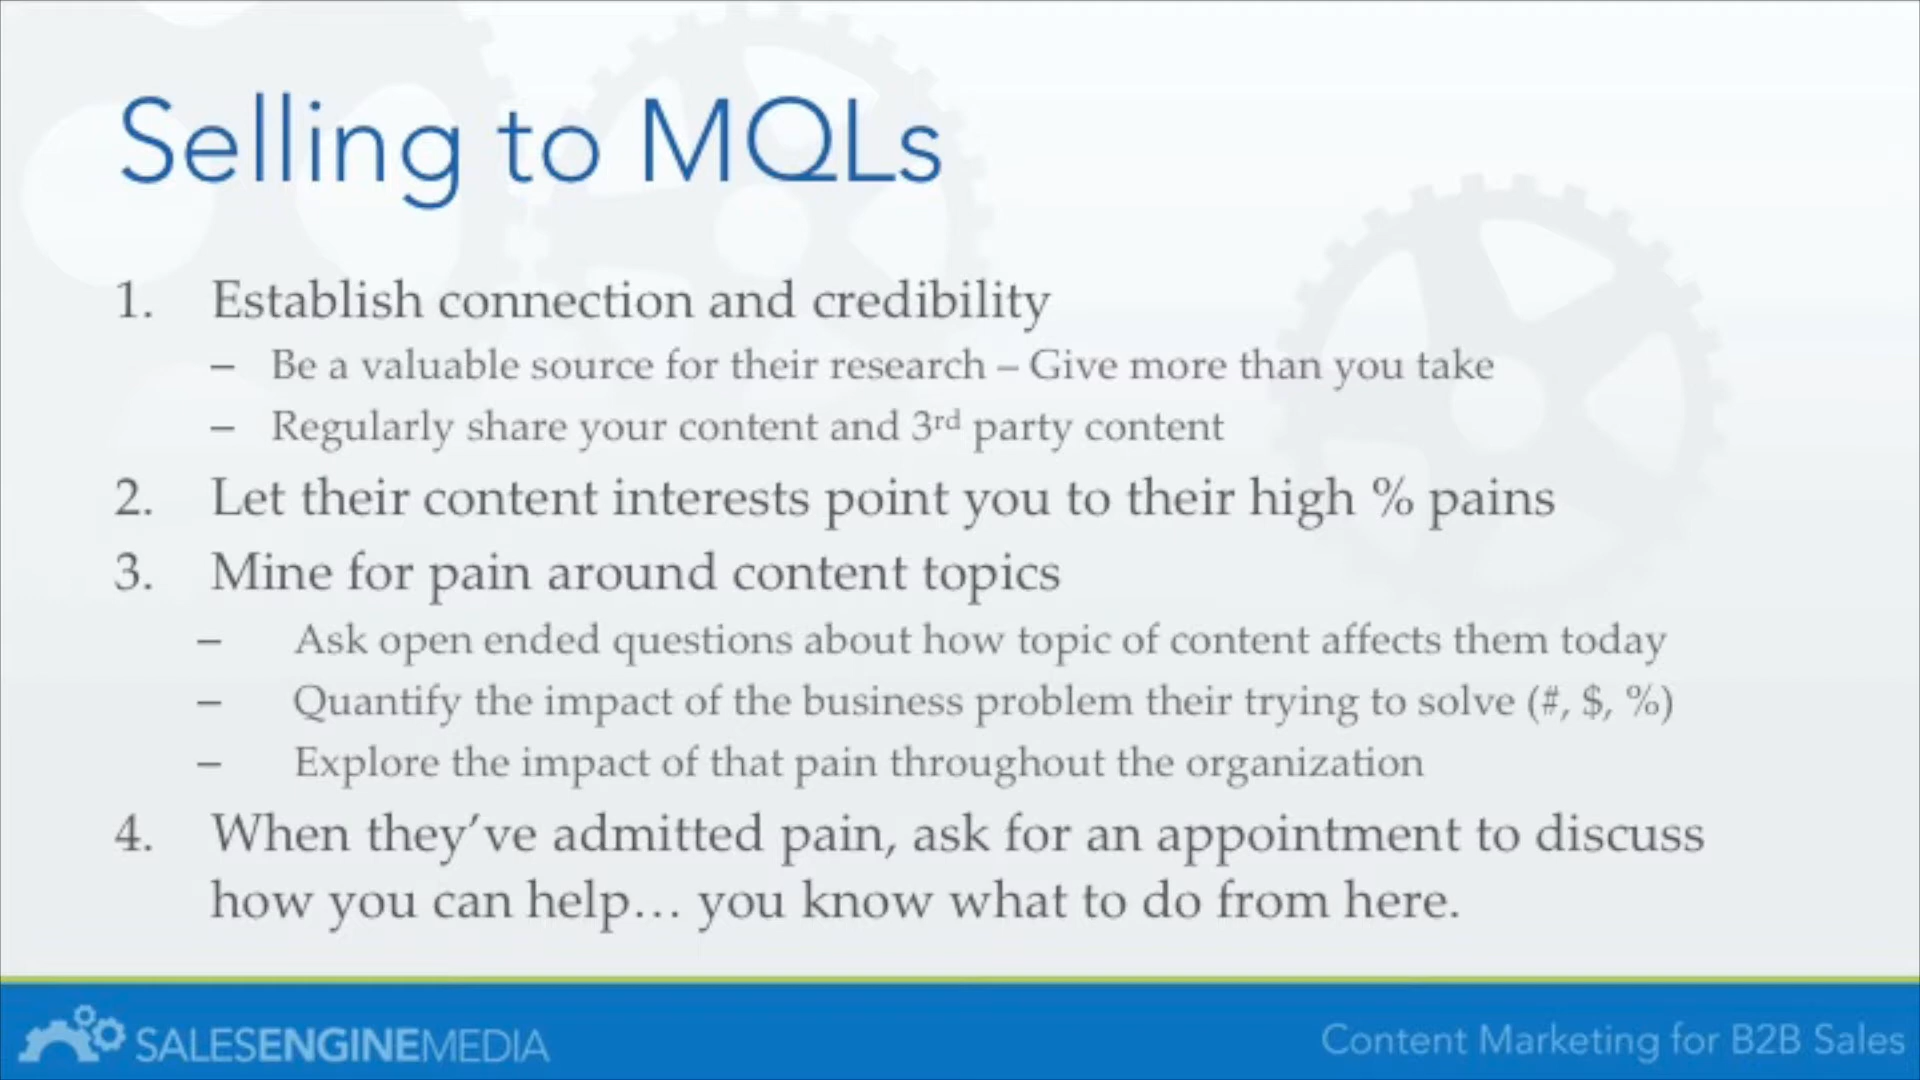 Selling to MQLs
1. Establish connection and credibility
– Be a valuable source for their research – Give more than you take
– Regularly share your content and 3rd party content
2. Let their content interests point you to their high % pains
3. Mine for pain around content topics
– Ask open ended questions about how topic of content affects them today
– Quantify the impact of the business problem their trying to solve (#, $, %)
– Explore the impact of that pain throughout the organization
4. When they've admitted pain, ask for an appointment to discuss
how you can help... you know what to do from here.
SALESENGINEMEDIA
Content Marketing for B2B Sales